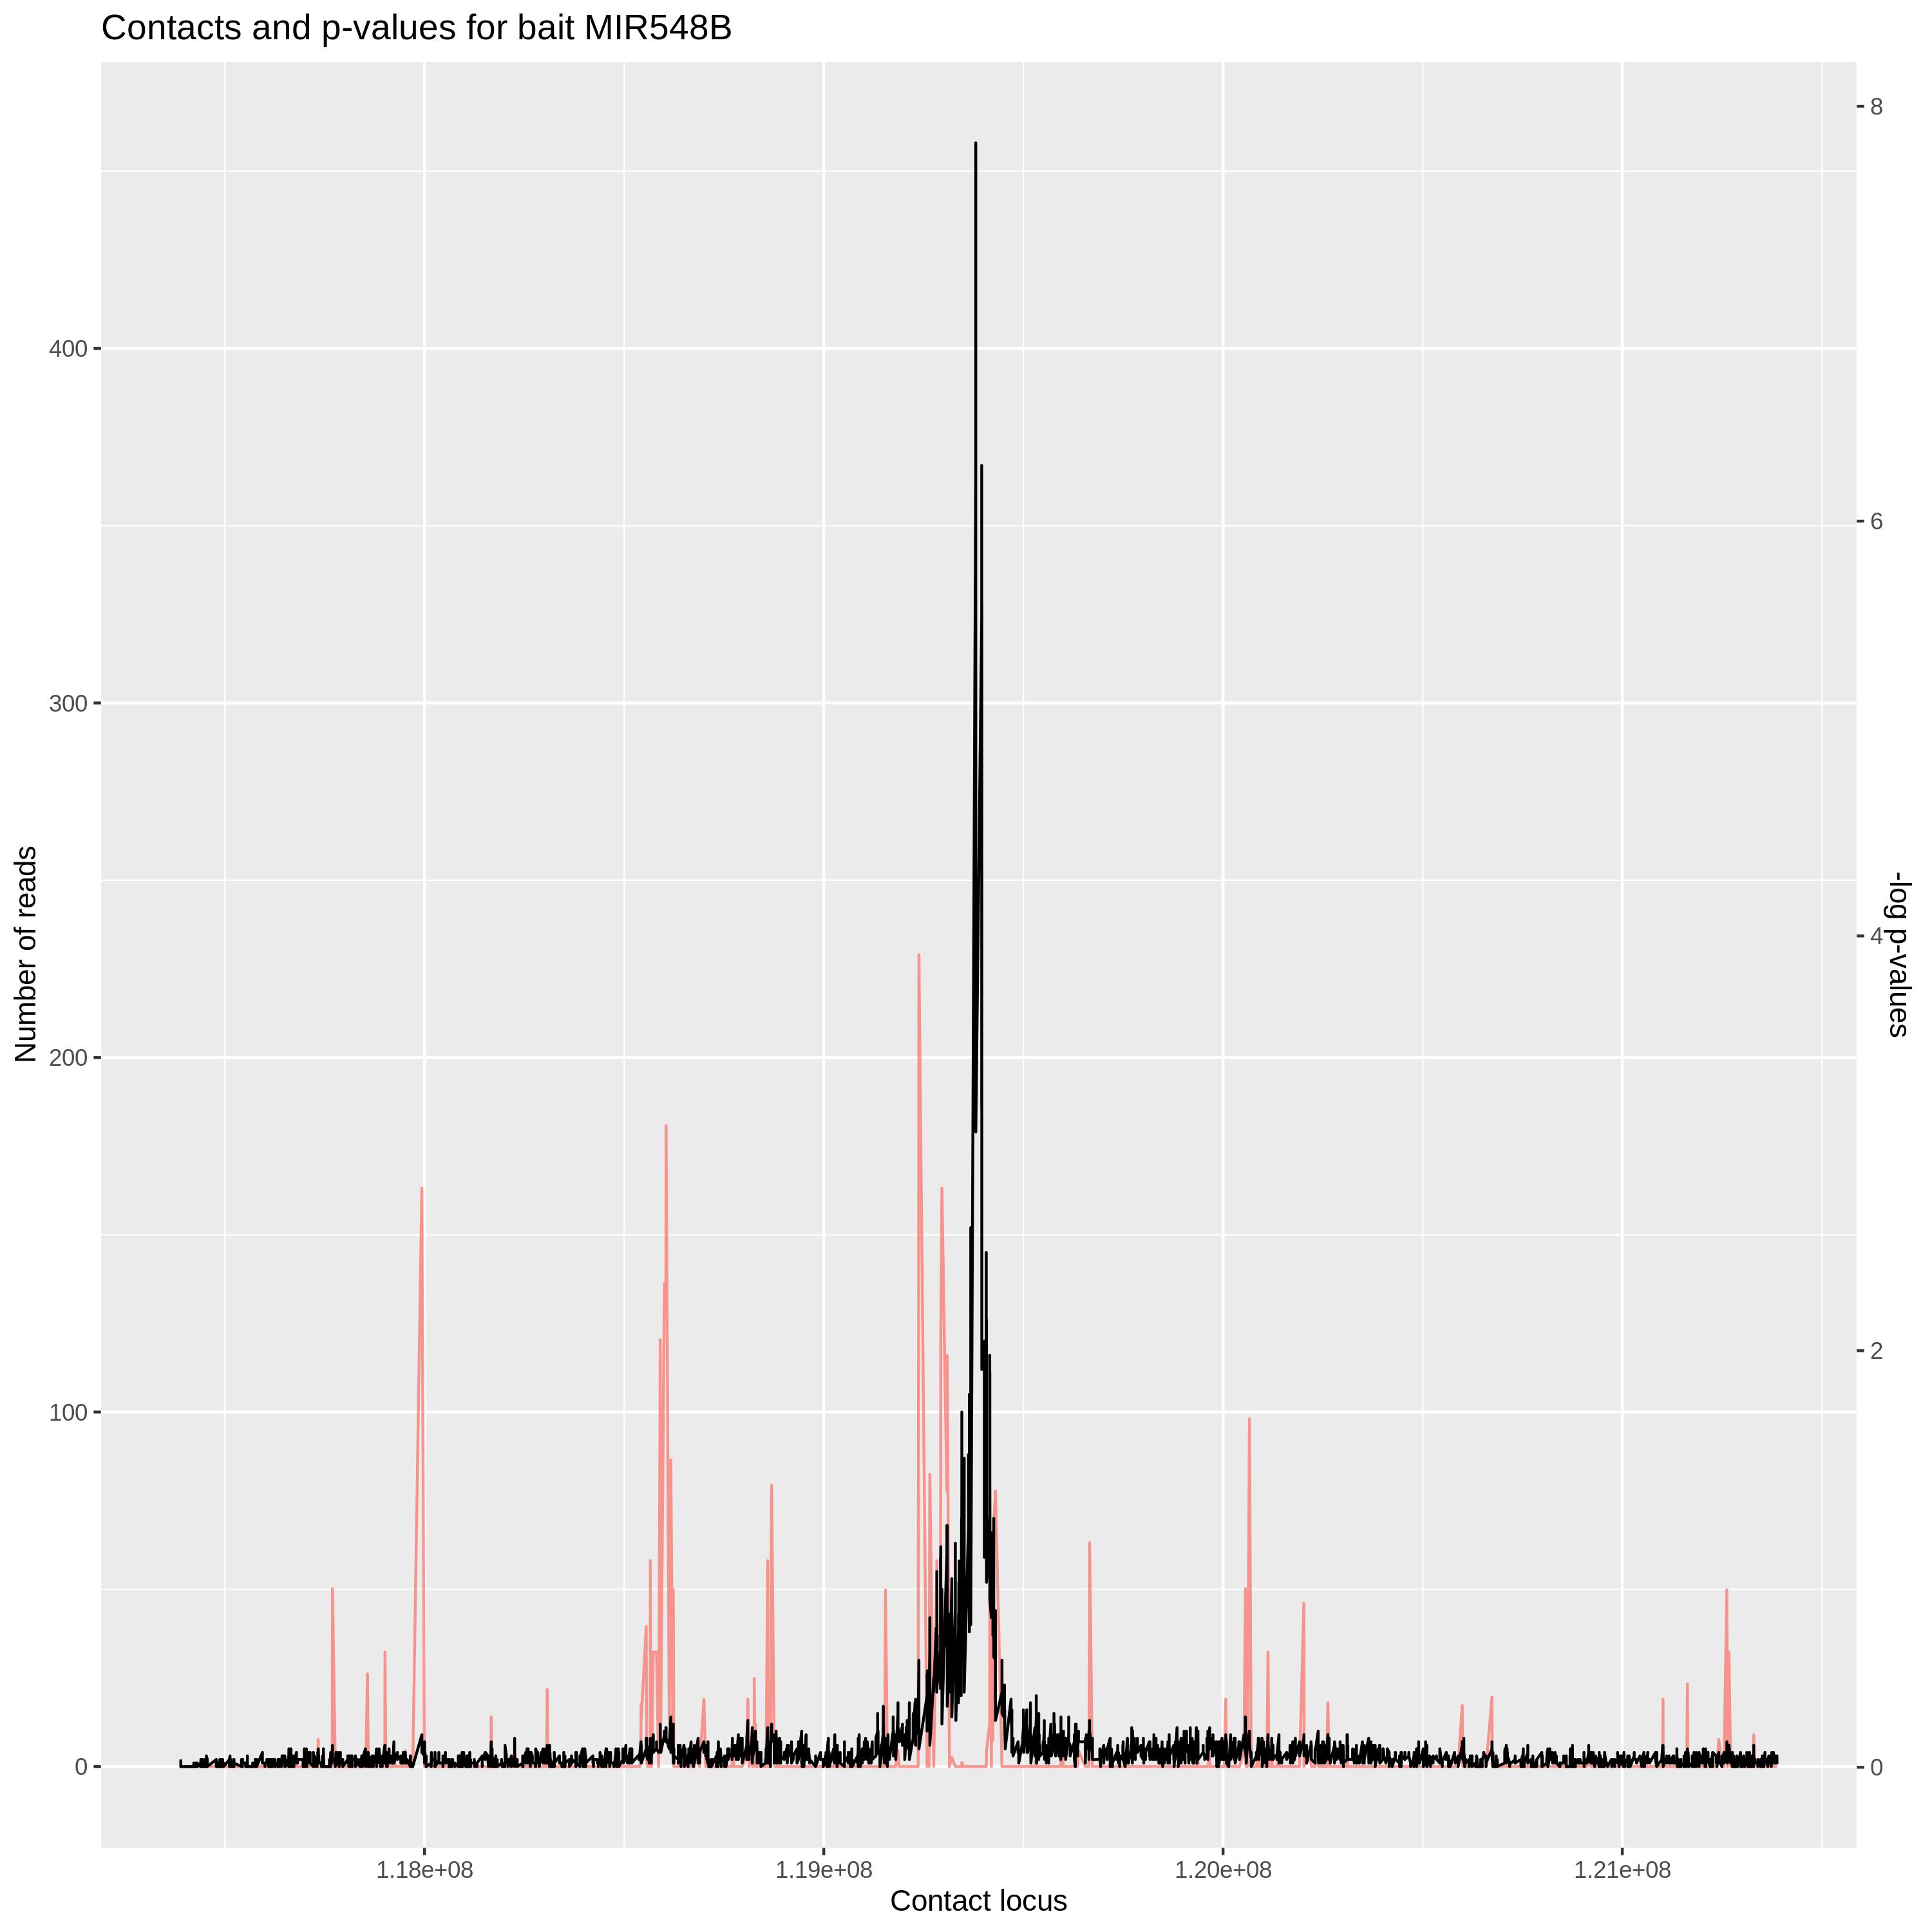 Contacts and p-values for bait MIR548B
8
400
6
300
Number of reads
-log p-values
4
200
2
100
0
0
1.18e+08
1.19e+08
1.20e+08
1.21e+08
Contact locus